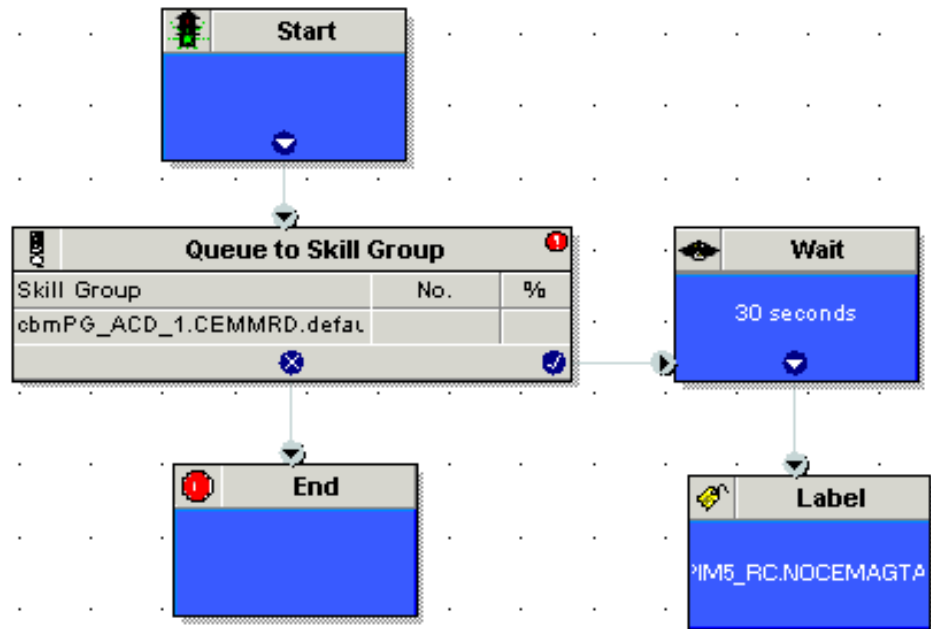 Start
Queue to Skill Group
Wait
Skill Group No. %
30 seconds
cbmPG_ACD_1.CEMMRD.defau
End
Label
PIM5_RC.NOCEMAGTA